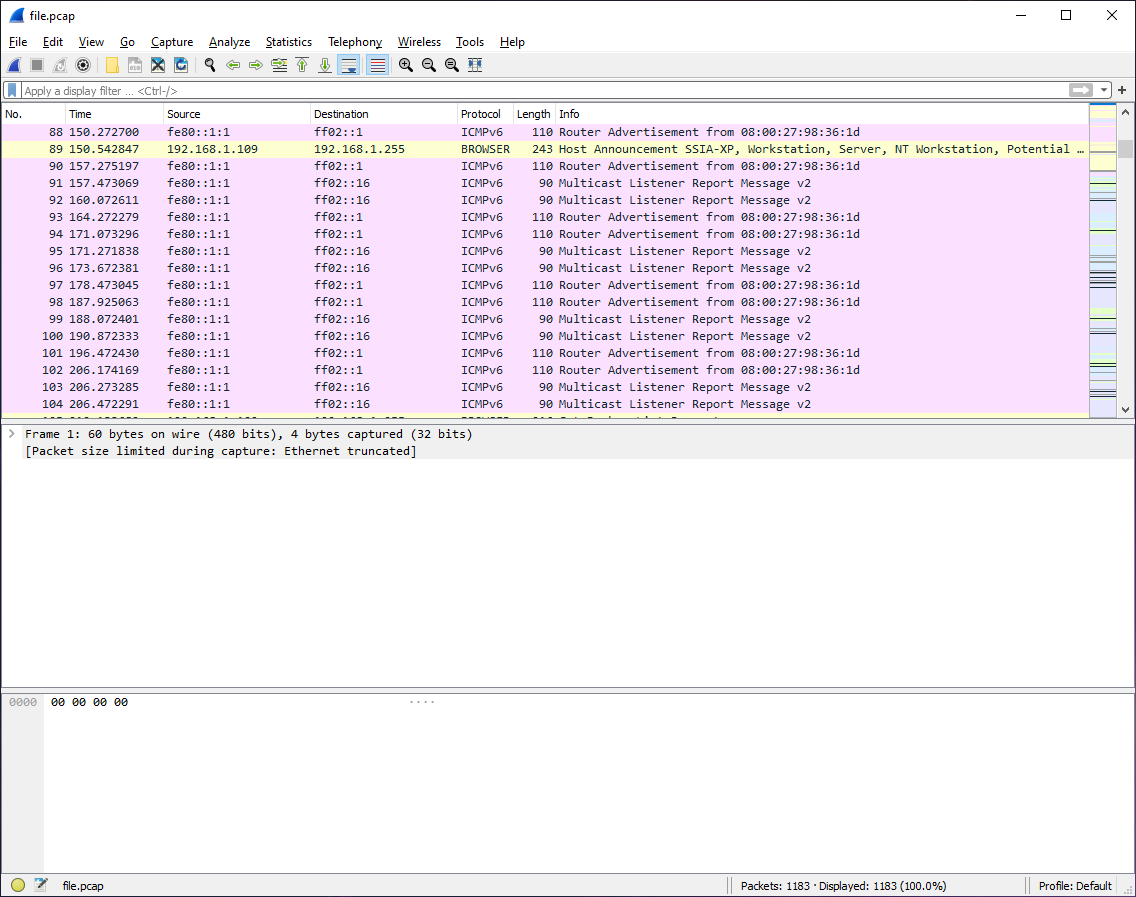 file.pcap
File Edit View Go Capture Analyze Statistics Telephony Wireless Tools Help
Apply a display filter ... <Ctrl-/>
No. Time Source Destination Protocol Length Info
88 150.272700 fe80::1:1 ff02::1 ICMPv6 110 Router Advertisement from 08:00:27:98:36:1d
89 150.542847 192.168.1.109 192.168.1.255 BROWSER 243 Host Announcement SSIA-XP, Workstation, Server, NT Workstation, Potential …
90 157.275197 fe80::1:1 ff02::1 ICMPv6 110 Router Advertisement from 08:00:27:98:36:1d
91 157.473069 fe80::1:1 ff02::16 ICMPv6 90 Multicast Listener Report Message v2
92 160.072611 fe80::1:1 ff02::16 ICMPv6 90 Multicast Listener Report Message v2
93 164.272279 fe80::1:1 ff02::1 ICMPv6 110 Router Advertisement from 08:00:27:98:36:1d
94 171.073296 fe80::1:1 ff02::1 ICMPv6 110 Router Advertisement from 08:00:27:98:36:1d
95 171.271838 fe80::1:1 ff02::16 ICMPv6 90 Multicast Listener Report Message v2
96 173.672381 fe80::1:1 ff02::16 ICMPv6 90 Multicast Listener Report Message v2
97 178.473045 fe80::1:1 ff02::1 ICMPv6 110 Router Advertisement from 08:00:27:98:36:1d
98 187.925063 fe80::1:1 ff02::1 ICMPv6 110 Router Advertisement from 08:00:27:98:36:1d
99 188.072401 fe80::1:1 ff02::16 ICMPv6 90 Multicast Listener Report Message v2
100 190.872333 fe80::1:1 ff02::16 ICMPv6 90 Multicast Listener Report Message v2
101 196.472430 fe80::1:1 ff02::1 ICMPv6 110 Router Advertisement from 08:00:27:98:36:1d
102 206.174169 fe80::1:1 ff02::1 ICMPv6 110 Router Advertisement from 08:00:27:98:36:1d
103 206.273285 fe80::1:1 ff02::16 ICMPv6 90 Multicast Listener Report Message v2
104 206.472291 fe80::1:1 ff02::16 ICMPv6 90 Multicast Listener Report Message v2
Frame 1: 60 bytes on wire (480 bits), 4 bytes captured (32 bits)
[Packet size limited during capture: Ethernet truncated]
0000 00 00 00 00 ····
file.pcap Packets: 1183 · Displayed: 1183 (100.0%) Profile: Default